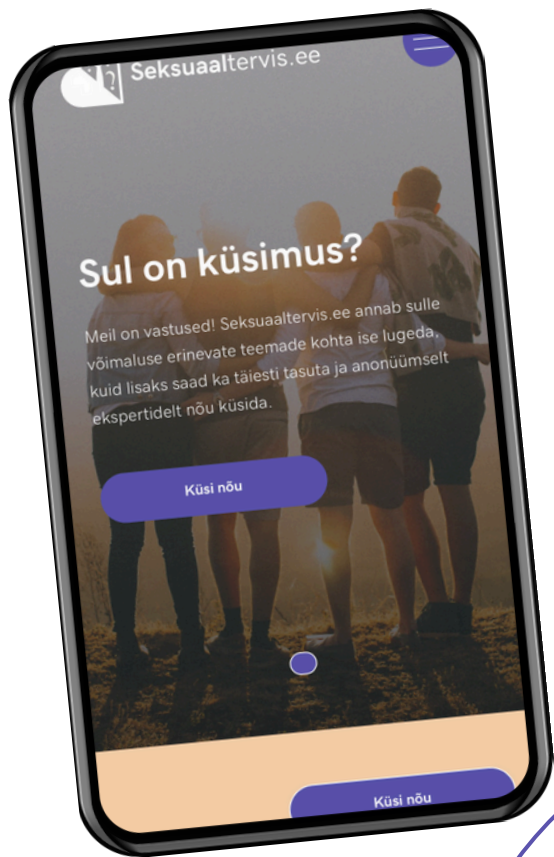 Seksuaaltervis.ee
Sul on küsimus?
Meil on vastused! Seksuaaltervis.ee annab sulle
võimaluse erinevate teemade kohta ise lugeda,
kuid lisaks saad ka täiesti tasuta ja anonüümselt
ekspertidelt nõu küsida.
Küsi nõu
Küsi nõu